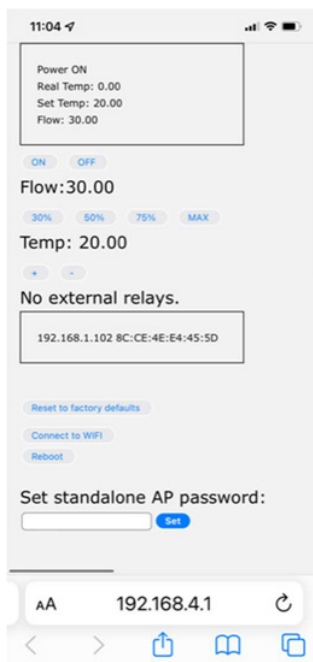 11:04
Power ON
Real Temp: 0.00
Set Temp: 20.00
Flow: 30.00
ON OFF
Flow:30.00
30% 50% 75% MAX
Temp: 20.00
+ -
No external relays.
192.168.1.102 8C:CE:4E:E4:45:5D
Reset to factory defaults
Connect to WIFI
Reboot
Set standalone AP password:
Set
AA 192.168.4.1